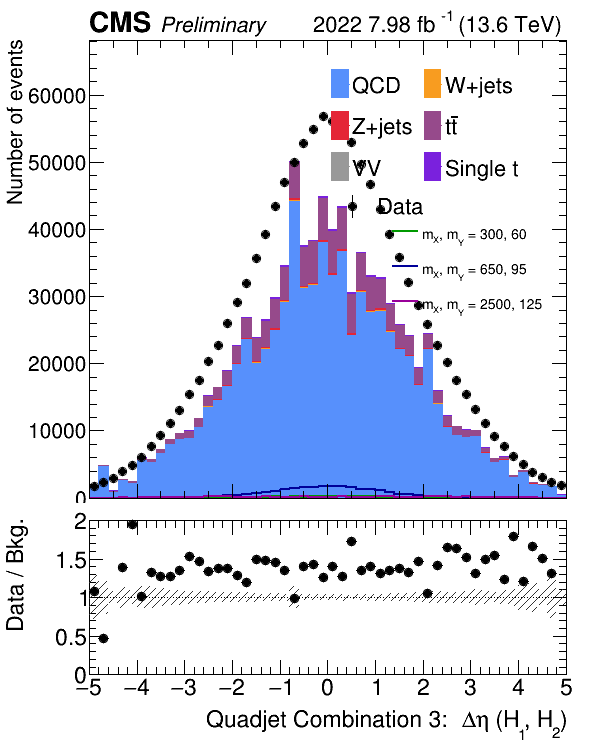 CMS Preliminary 2022 7.98 fb⁻¹ (13.6 TeV)
Number of events
60000
50000
40000
30000
20000
10000
0
QCD W+jets
Z+jets tt̄
VV Single t
Data
m_X, m_Y = 300, 60
m_X, m_Y = 650, 95
m_X, m_Y = 2500, 125
Data / Bkg.
2
1.5
1
0.5
0
−5 −4 −3 −2 −1 0 1 2 3 4 5
Quadjet Combination 3: Δη (H₁, H₂)